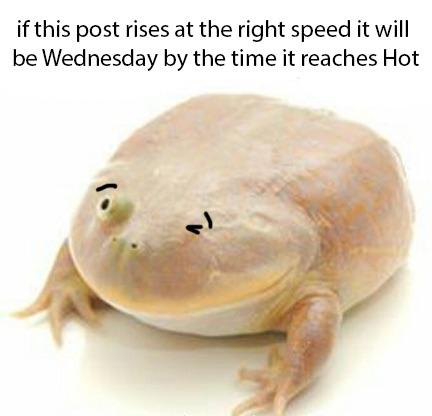 if this post rises at the right speed it will
be Wednesday by the time it reaches Hot